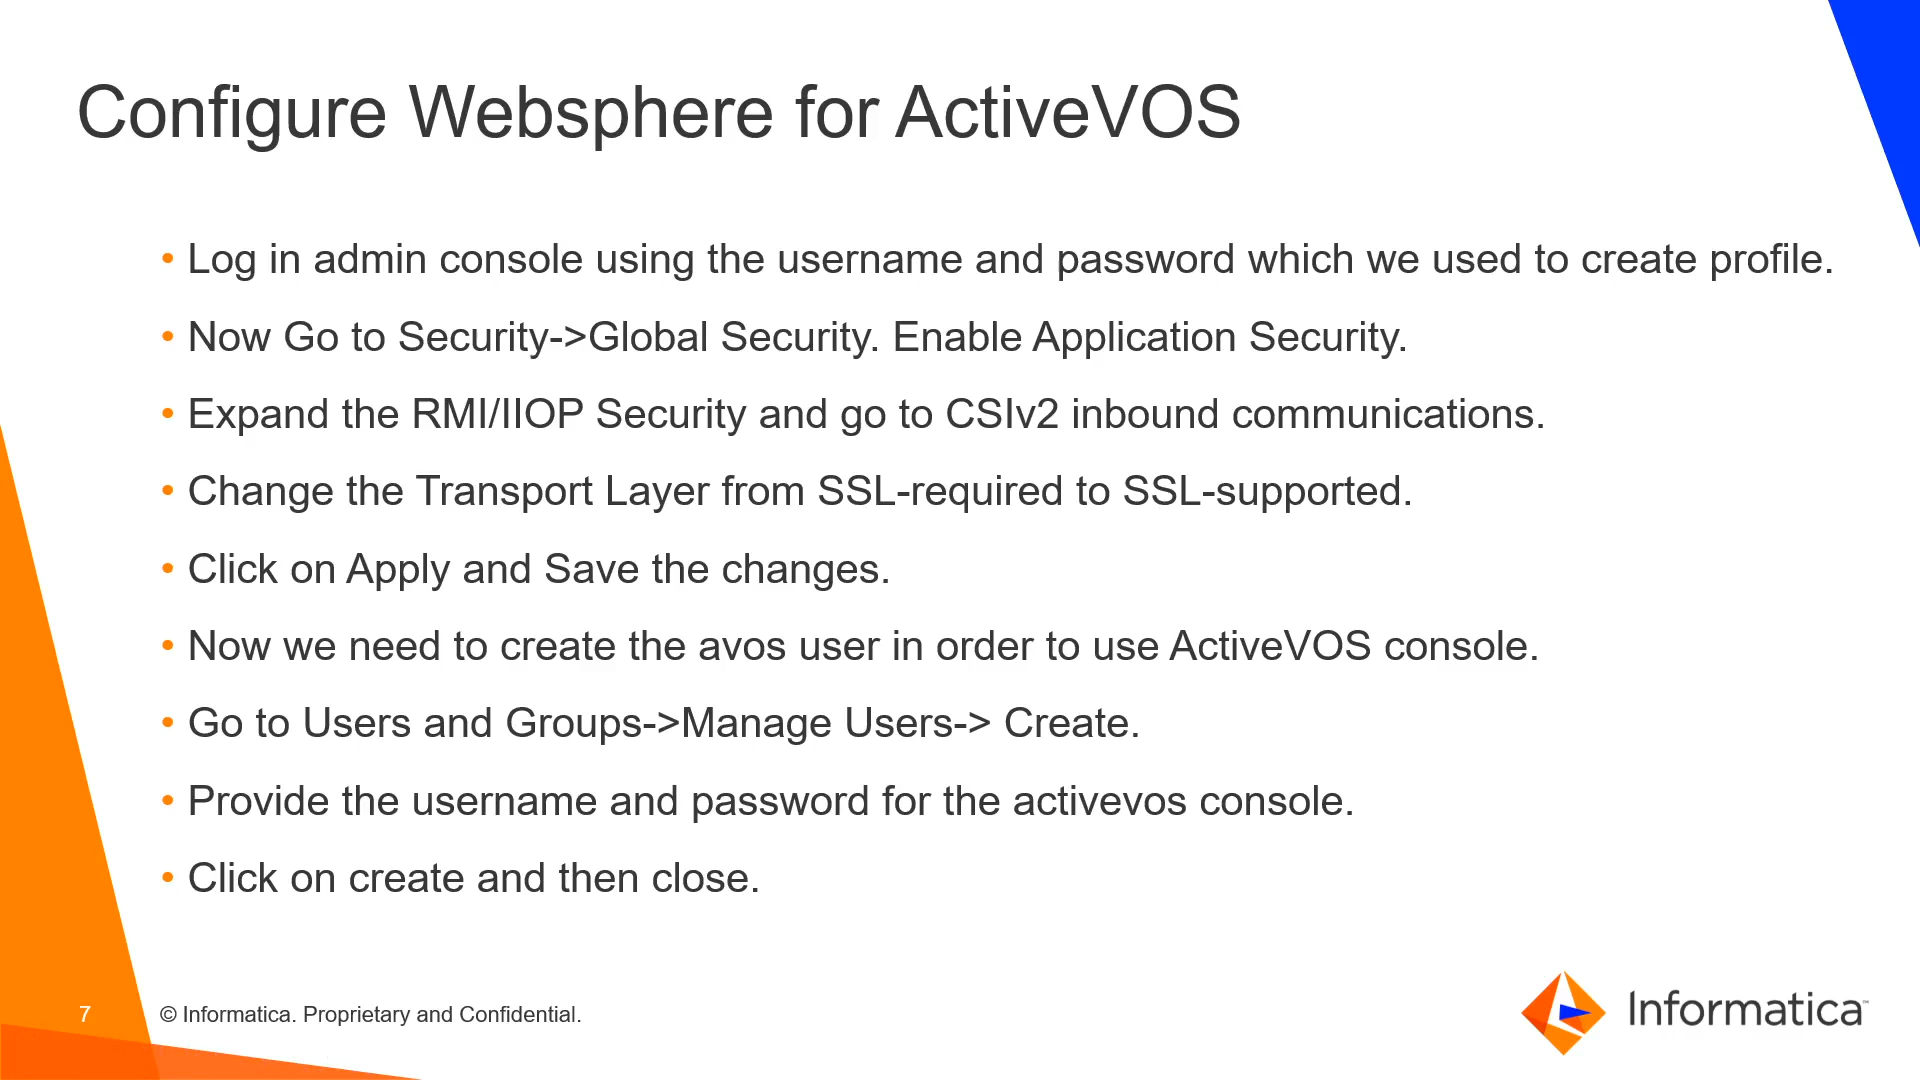 Configure Websphere for ActiveVOS
• Log in admin console using the username and password which we used to create profile.
• Now Go to Security->Global Security. Enable Application Security.
• Expand the RMI/IIOP Security and go to CSIv2 inbound communications.
• Change the Transport Layer from SSL-required to SSL-supported.
• Click on Apply and Save the changes.
• Now we need to create the avos user in order to use ActiveVOS console.
• Go to Users and Groups->Manage Users-> Create.
• Provide the username and password for the activevos console.
• Click on create and then close.
7
© Informatica. Proprietary and Confidential.
Informatica™